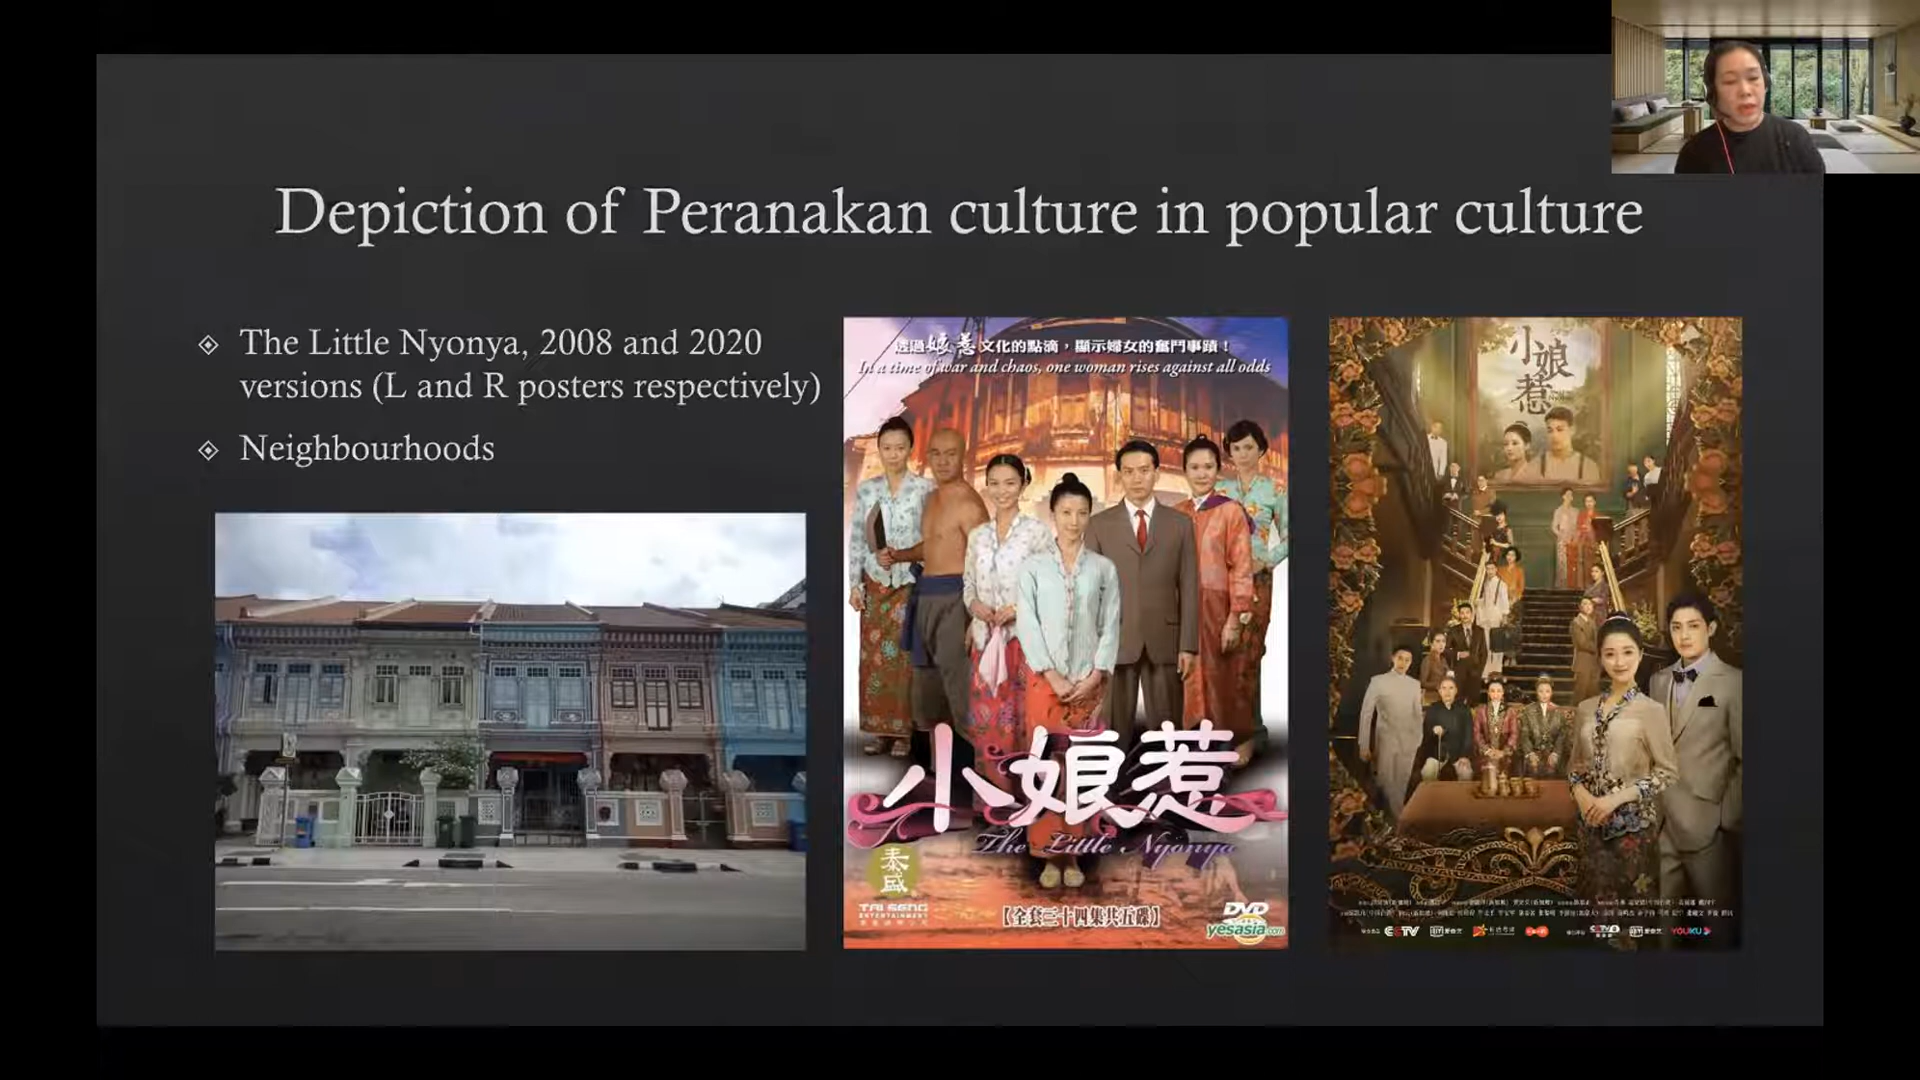 Depiction of Peranakan culture in popular culture
The Little Nyonya, 2008 and 2020
versions (L and R posters respectively)
Neighbourhoods
透過娘惹文化的點滴，顯示婦女的奮鬥事蹟！
In a time of war and chaos, one woman rises against all odds
小娘惹
The Little Nyonya
泰盛
TAI SENG
ENTERTAINMENT
【全套三十四集共五碟】
DVD
yesasia.com
小娘惹
CCTV
YOUKU